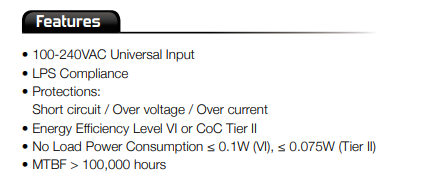 Features
• 100-240VAC Universal Input
• LPS Compliance
• Protections:
Short circuit / Over voltage / Over current
• Energy Efficiency Level VI or CoC Tier II
• No Load Power Consumption ≤ 0.1W (VI), ≤ 0.075W (Tier II)
• MTBF > 100,000 hours